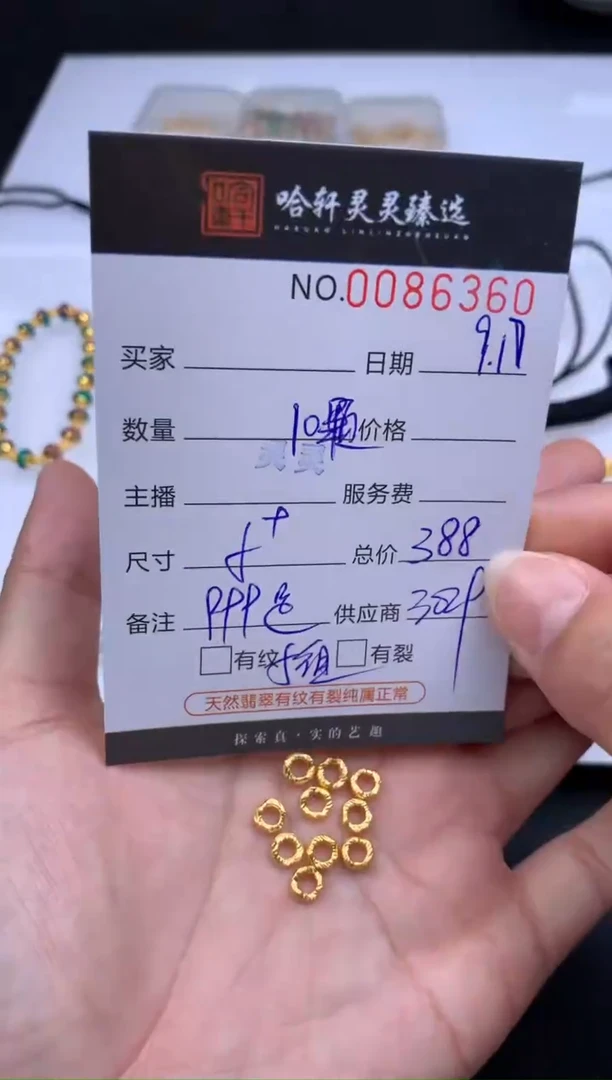 哈轩灵灵臻选
NO.0086360
买家 日期 9.17
数量 10颗 价格
主播 服务费
尺寸 总价 388
备注 供应商
有纹 有裂
天然翡翠有纹有裂纯属正常
探索真·实的艺趣